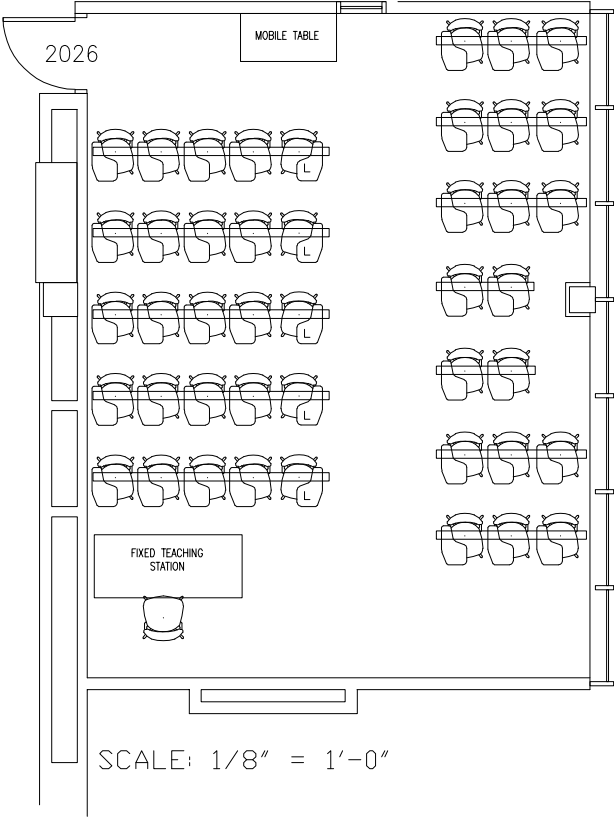 MOBILE TABLE
2026
L
L
L
L
L
FIXED TEACHING
STATION
SCALE: 1/8" = 1'-0"